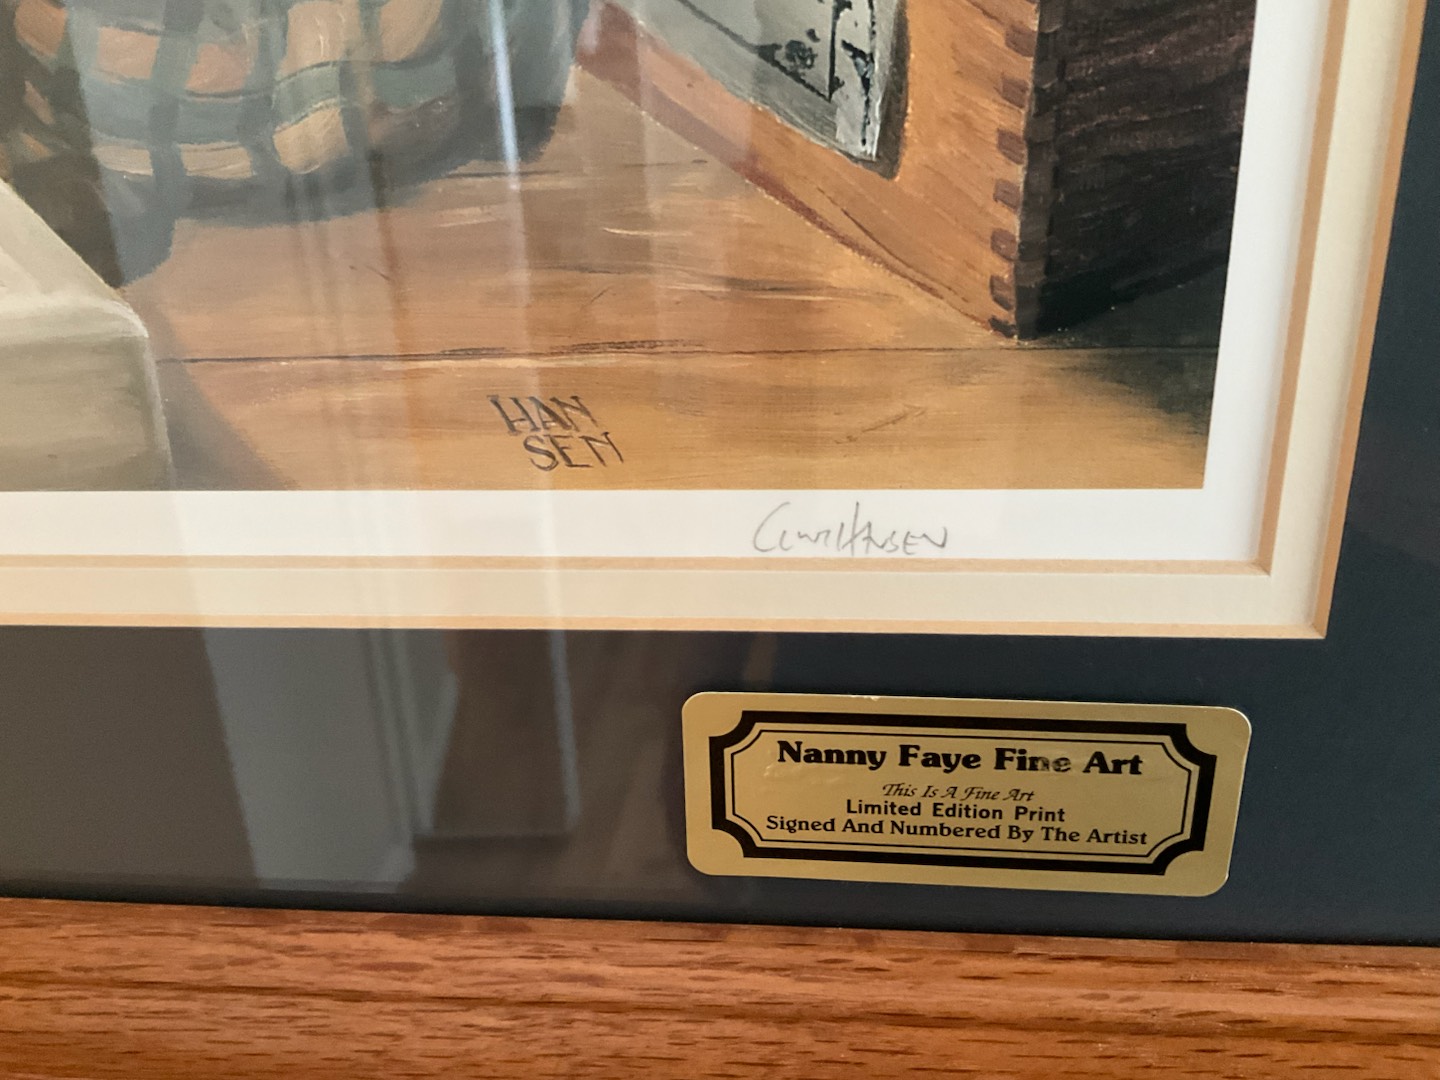 HAN
SEN
Hansen
Nanny Faye Fine Art
This Is A Fine Art
Limited Edition Print
Signed And Numbered By The Artist